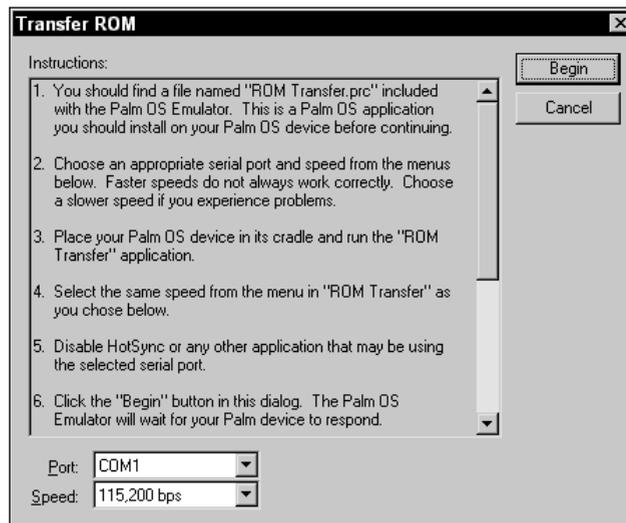 Transfer ROM
Instructions:
Begin
Cancel
1. You should find a file named "ROM Transfer.prc" included
with the Palm OS Emulator. This is a Palm OS application
you should install on your Palm OS device before continuing.
2. Choose an appropriate serial port and speed from the menus
below. Faster speeds do not always work correctly. Choose
a slower speed if you experience problems.
3. Place your Palm OS device in its cradle and run the "ROM
Transfer" application.
4. Select the same speed from the menu in "ROM Transfer" as
you chose below.
5. Disable HotSync or any other application that may be using
the selected serial port.
6. Click the "Begin" button in this dialog. The Palm OS
Emulator will wait for your Palm device to respond.
Port: COM1
Speed: 115,200 bps